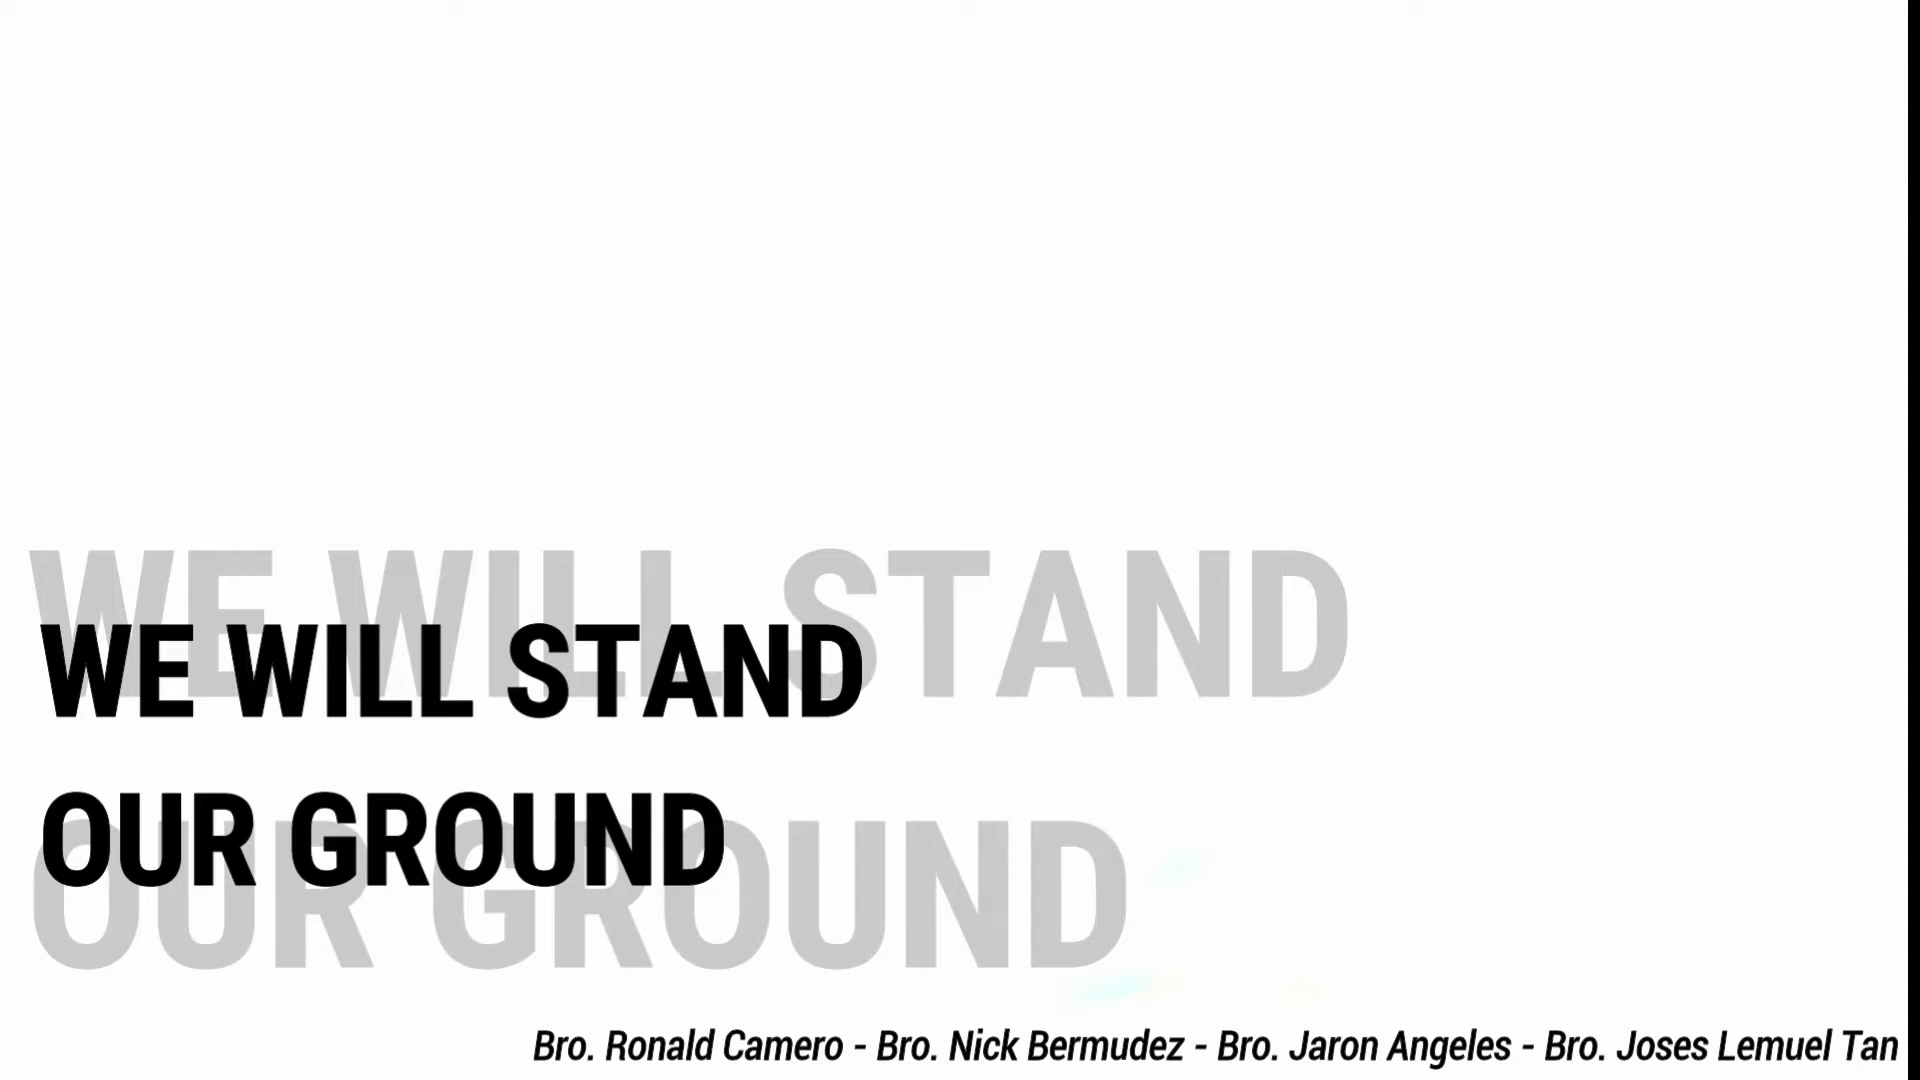 WE WILL STAND
WE WILL STAND
OUR GROUND
OUR GROUND
Bro. Ronald Camero - Bro. Nick Bermudez - Bro. Jaron Angeles - Bro. Joses Lemuel Tan